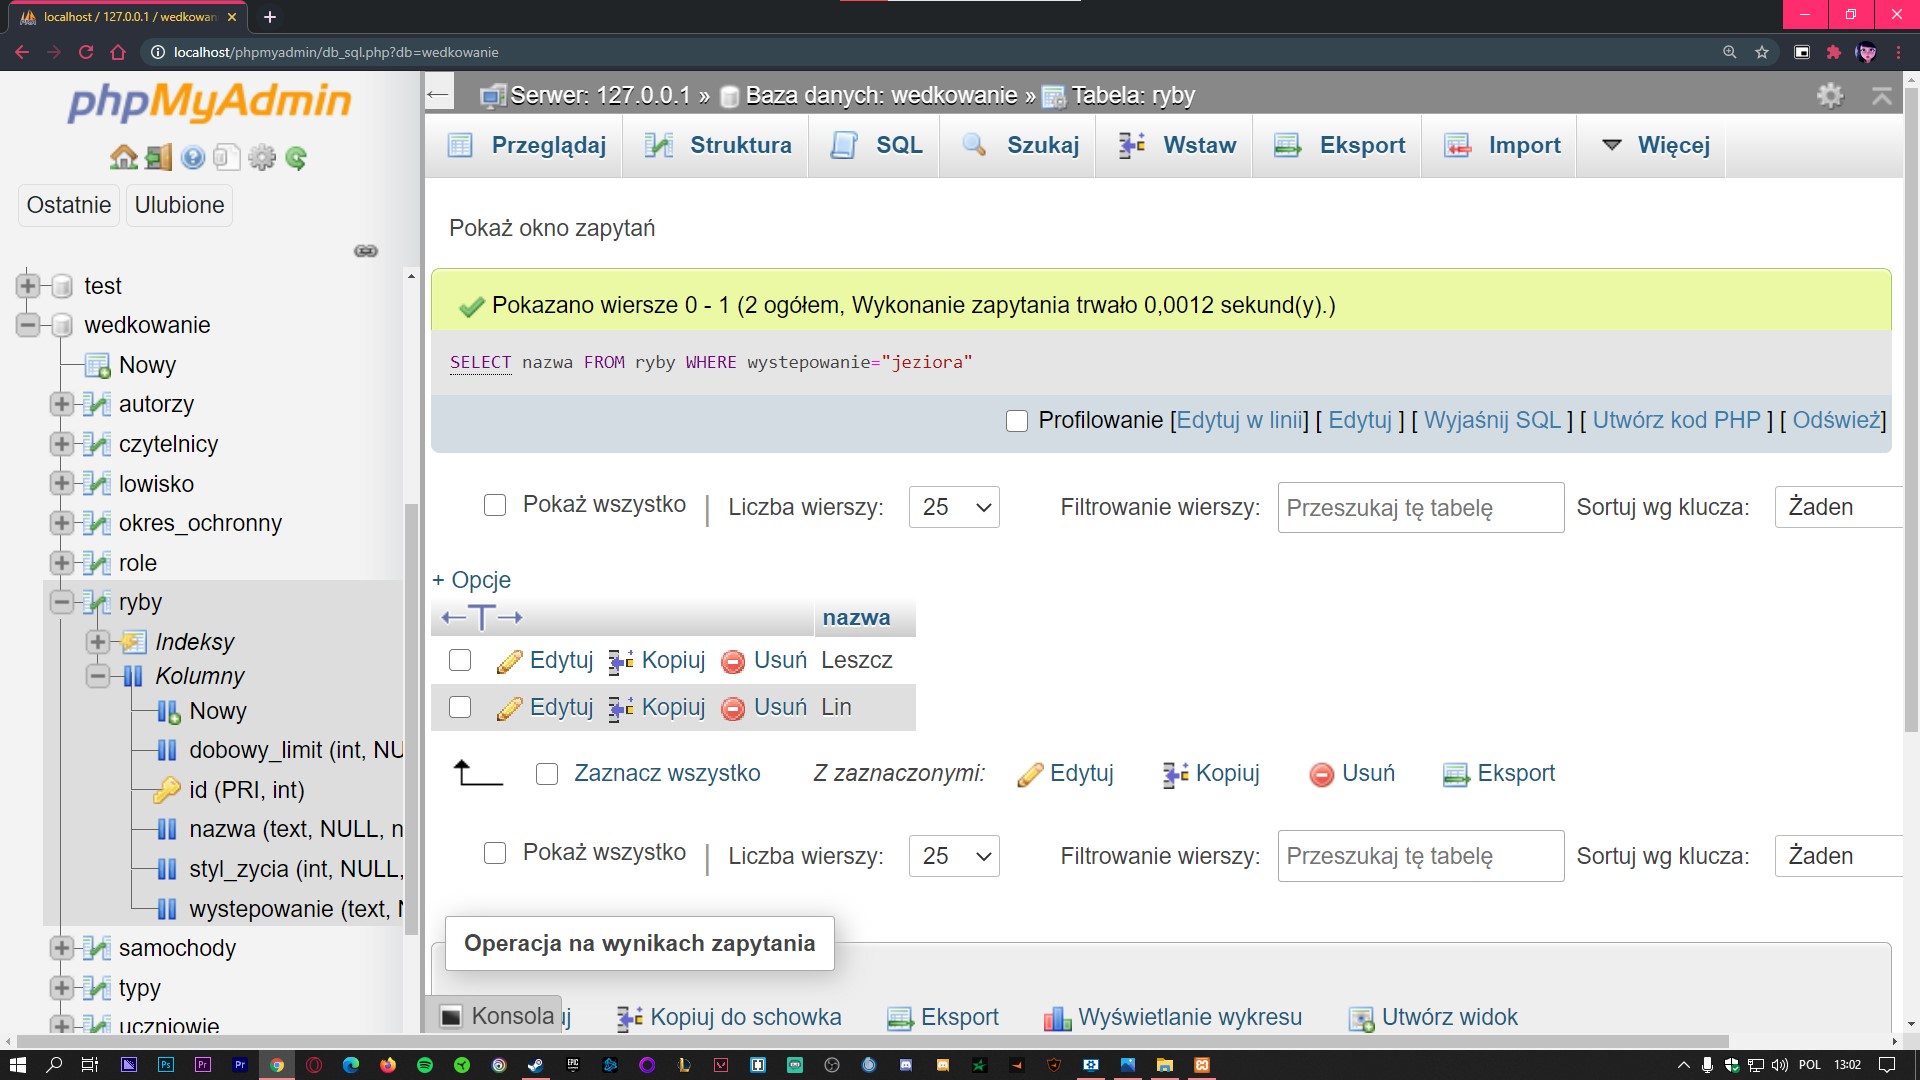 localhost / 127.0.0.1 / wedkowan
localhost/phpmyadmin/db_sql.php?db=wedkowanie
phpMyAdmin
Ostatnie
Ulubione
test
wedkowanie
Nowy
autorzy
czytelnicy
lowisko
okres_ochronny
role
ryby
Indeksy
Kolumny
Nowy
dobowy_limit (int, NU
id (PRI, int)
nazwa (text, NULL, n
styl_zycia (int, NULL,
wystepowanie (text, N
samochody
typy
uczniowie
Serwer: 127.0.0.1 » Baza danych: wedkowanie » Tabela: ryby
Przeglądaj Struktura SQL Szukaj Wstaw Eksport Import Więcej
Pokaż okno zapytań
Pokazano wiersze 0 - 1 (2 ogółem, Wykonanie zapytania trwało 0,0012 sekund(y).)
SELECT nazwa FROM ryby WHERE wystepowanie="jeziora"
Profilowanie [Edytuj w linii] [ Edytuj ] [ Wyjaśnij SQL ] [ Utwórz kod PHP ] [ Odśwież]
Pokaż wszystko | Liczba wierszy: 25 Filtrowanie wierszy: Przeszukaj tę tabelę Sortuj wg klucza: Żaden
+ Opcje
←T→ nazwa
Edytuj Kopiuj Usuń Leszcz
Edytuj Kopiuj Usuń Lin
Zaznacz wszystko Z zaznaczonymi: Edytuj Kopiuj Usuń Eksport
Pokaż wszystko | Liczba wierszy: 25 Filtrowanie wierszy: Przeszukaj tę tabelę Sortuj wg klucza: Żaden
Operacja na wynikach zapytania
Konsola uj Kopiuj do schowka Eksport Wyświetlanie wykresu Utwórz widok
Ps Pr Pr EPIC POL 13:02